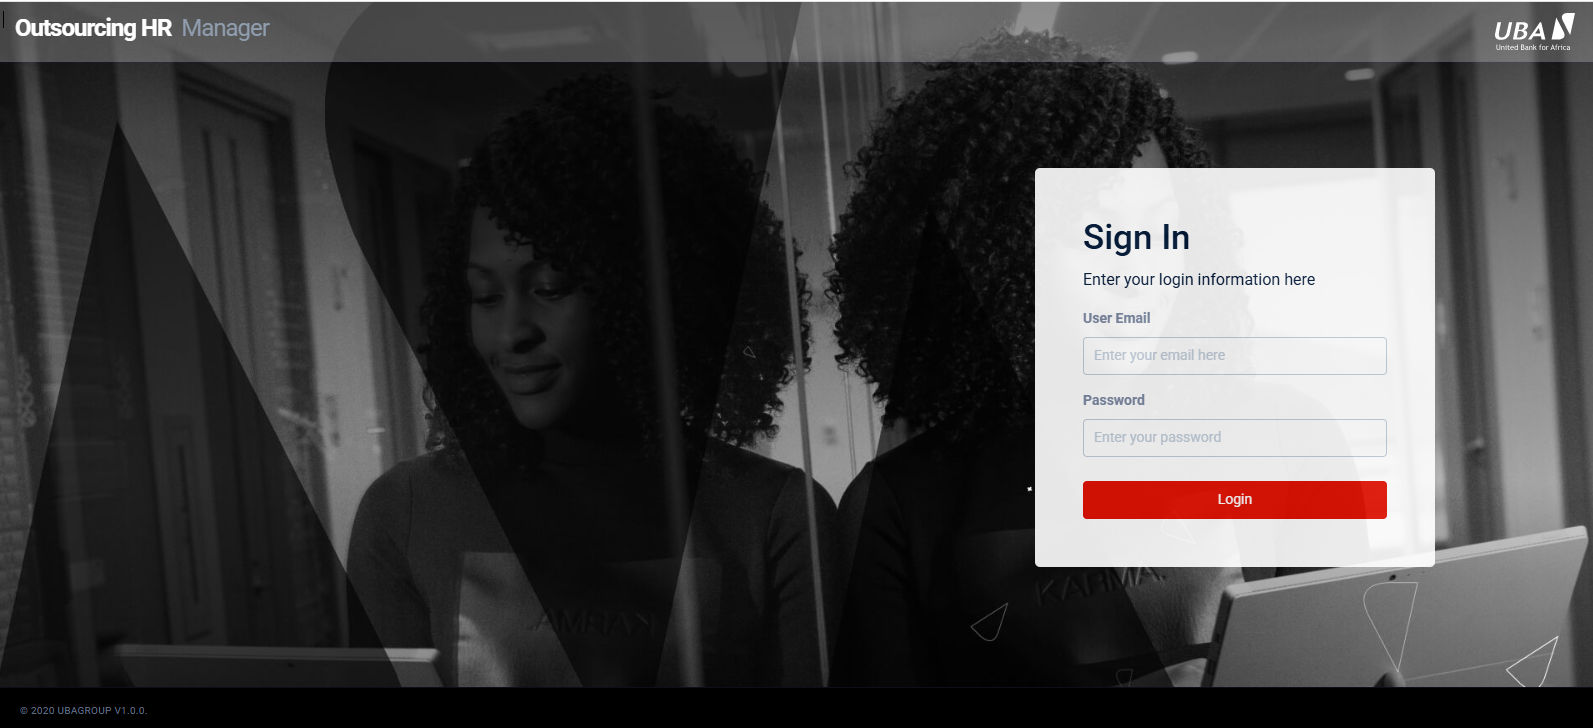 Outsourcing HR Manager
UBA
United Bank for Africa
Sign In
Enter your login information here
User Email
Enter your email here
Password
Enter your password
Login
KARMA
© 2020 UBAGROUP V1.0.0.